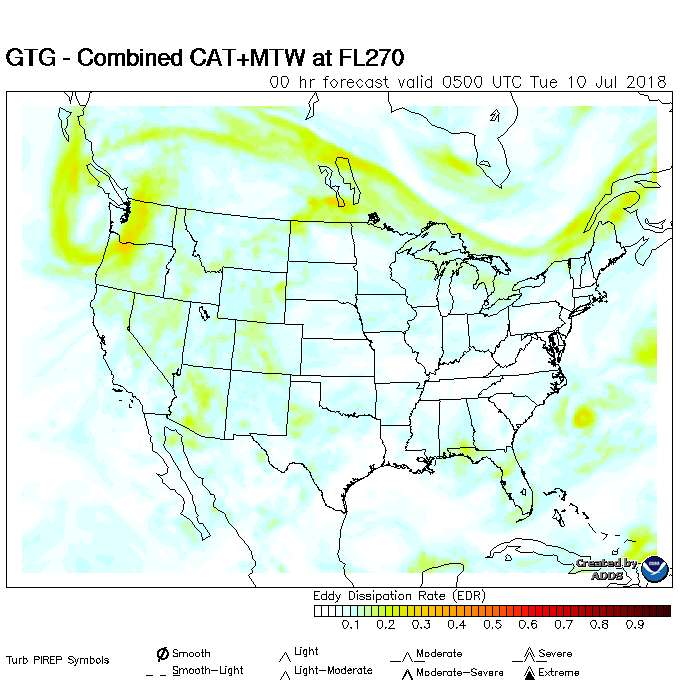 GTG - Combined CAT+MTW at FL270
00 hr forecast valid 0500 UTC Tue 10 Jul 2018
Created by
ADDS
Eddy Dissipation Rate (EDR)
0.1 0.2 0.3 0.4 0.5 0.6 0.7 0.8 0.9
Turb PIREP Symbols
Smooth Light Moderate Severe
Smooth-Light Light-Moderate Moderate-Severe Extreme